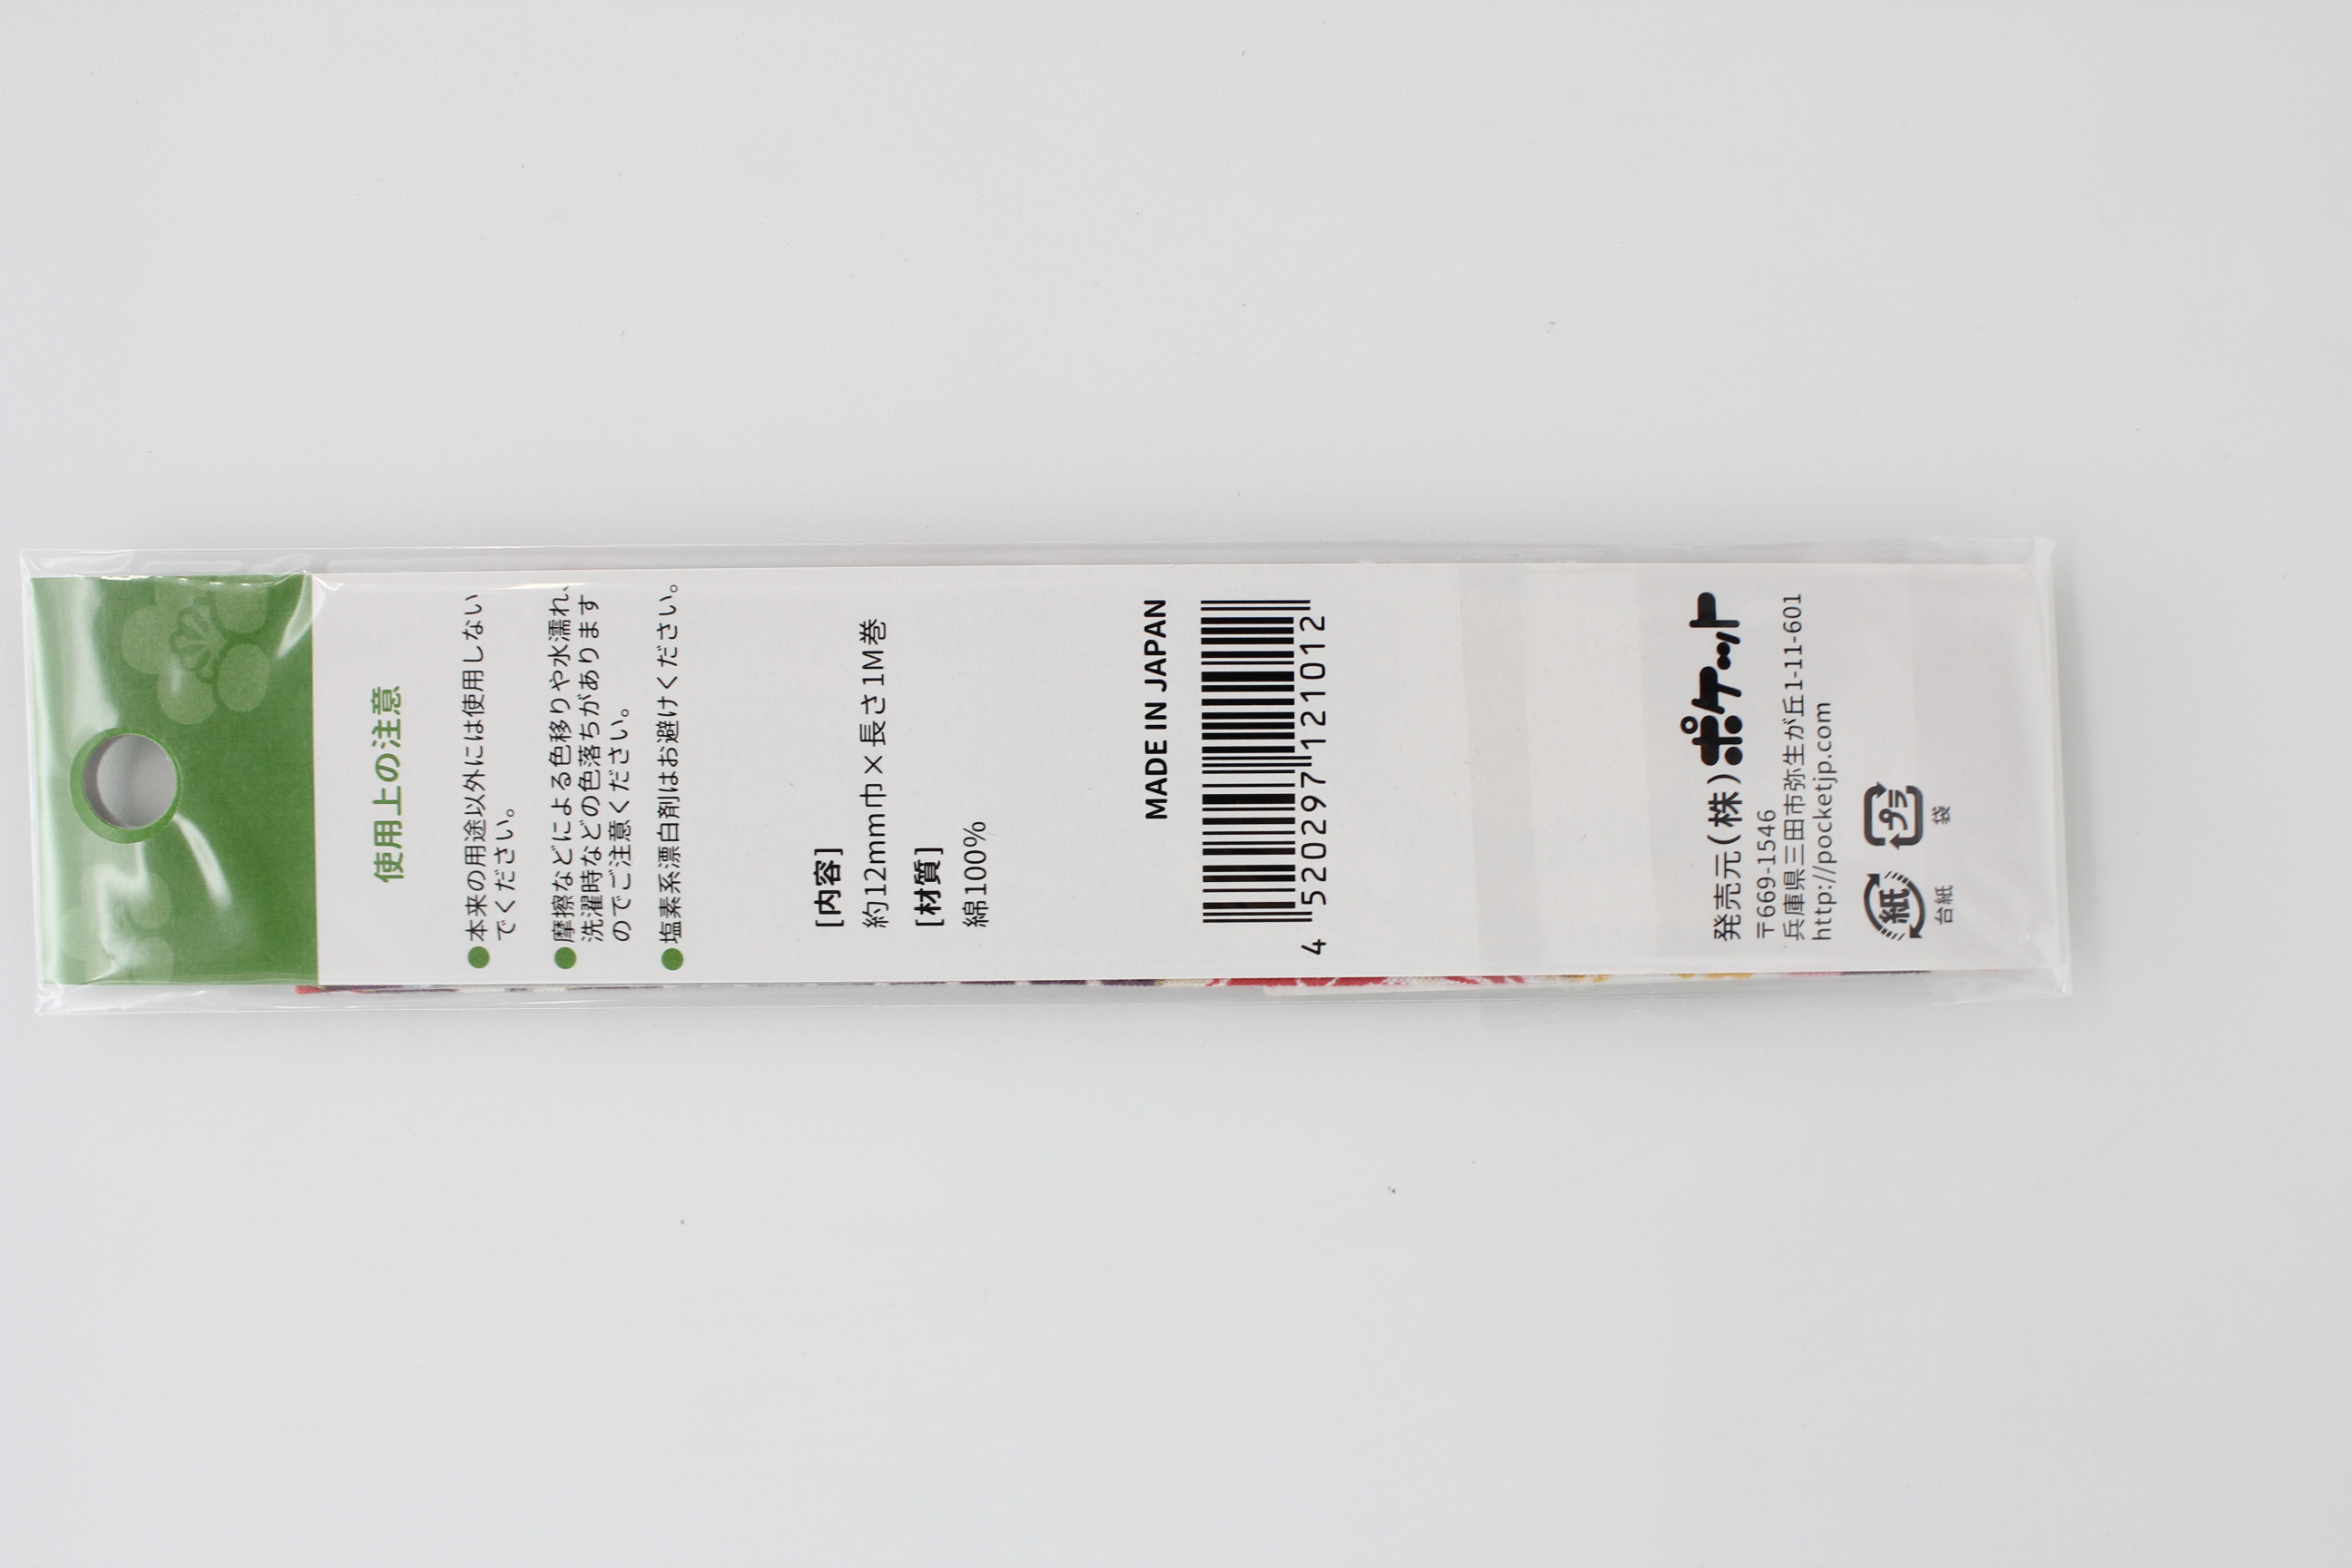 使用上の注意
●本来の用途以外には使用しない
でください。
●摩擦などによる色移りや水濡れ、
洗濯時などの色落ちがあります
のでご注意ください。
●塩素系漂白剤はお避けください。
[内容]
約12mm巾×長さ1M巻
[材質]
綿100%
MADE IN JAPAN
4 520297 121012
発売元(株)ポケット
〒669-1546
兵庫県三田市弥生が丘1-11-601
http://pocketjp.com
紙
台紙
プラ
袋